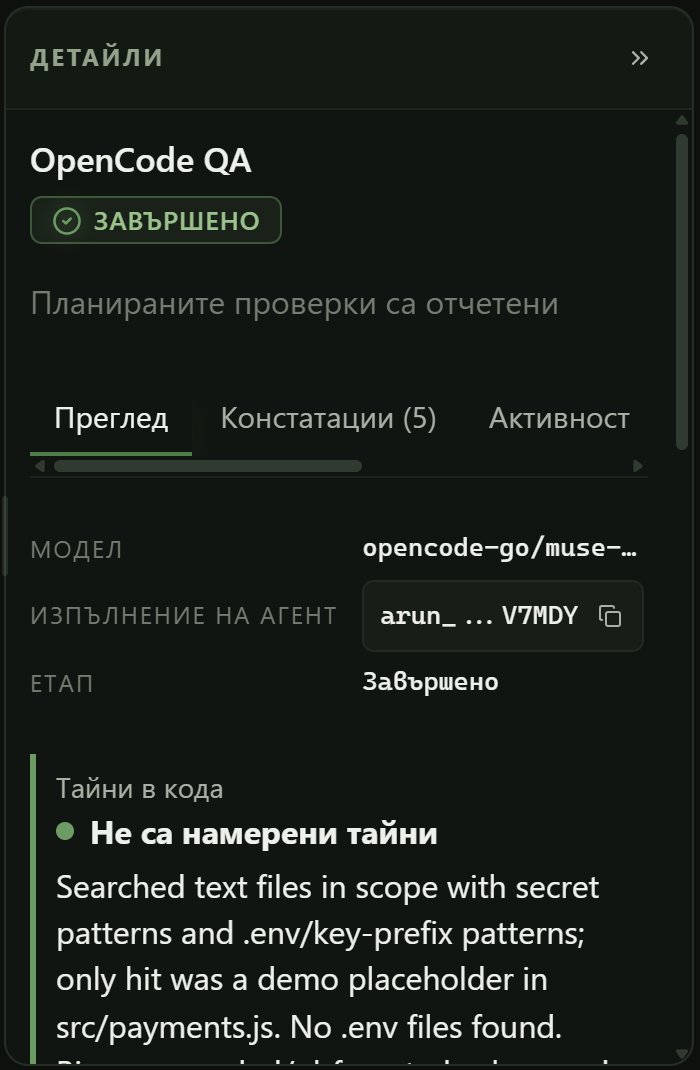 ДЕТАЙЛИ
OpenCode QA
ЗАВЪРШЕНО
Планираните проверки са отчетени
Преглед Констатации (5) Активност
МОДЕЛ opencode-go/muse-…
ИЗПЪЛНЕНИЕ НА АГЕНТ arun_ ... V7MDY
ЕТАП Завършено
Тайни в кода
Не са намерени тайни
Searched text files in scope with secret
patterns and .env/key-prefix patterns;
only hit was a demo placeholder in
src/payments.js. No .env files found.